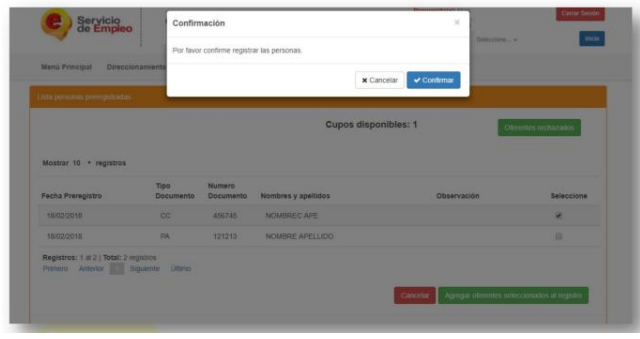 Servicio
de Empleo
Confirmación
×
Cerrar Sesión
Seleccione...
Inicio
Por favor confirme registrar las personas.
Cancelar Confirmar
Menú Principal Direccionamiento
Lista personas preregistradas
Cupos disponibles: 1
Oferentes rechazados
Mostrar 10 registros
Fecha Preregistro Tipo Documento Numero Documento Nombres y apellidos Observación Seleccione
16/02/2018 CC 456745 NOMBREC APE
16/02/2018 PA 121213 NOMBRE APELLIDO
Registros: 1 al 2 | Total: 2 registros
Primero Anterior 1 Siguiente Último
Cancelar Agregar oferentes seleccionados al registro